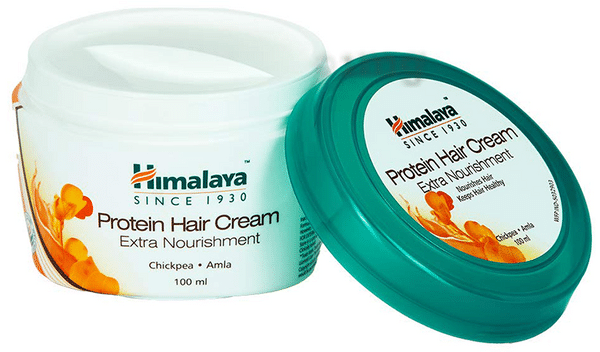 Himalaya™
SINCE 1930
Protein Hair Cream
Extra Nourishment
Chickpea • Amla
100 ml
Himalaya
SINCE 1930
Protein Hair Cream
Extra Nourishment
Nourishes Hair
Keeps Hair Healthy
Chickpea • Amla
100 ml